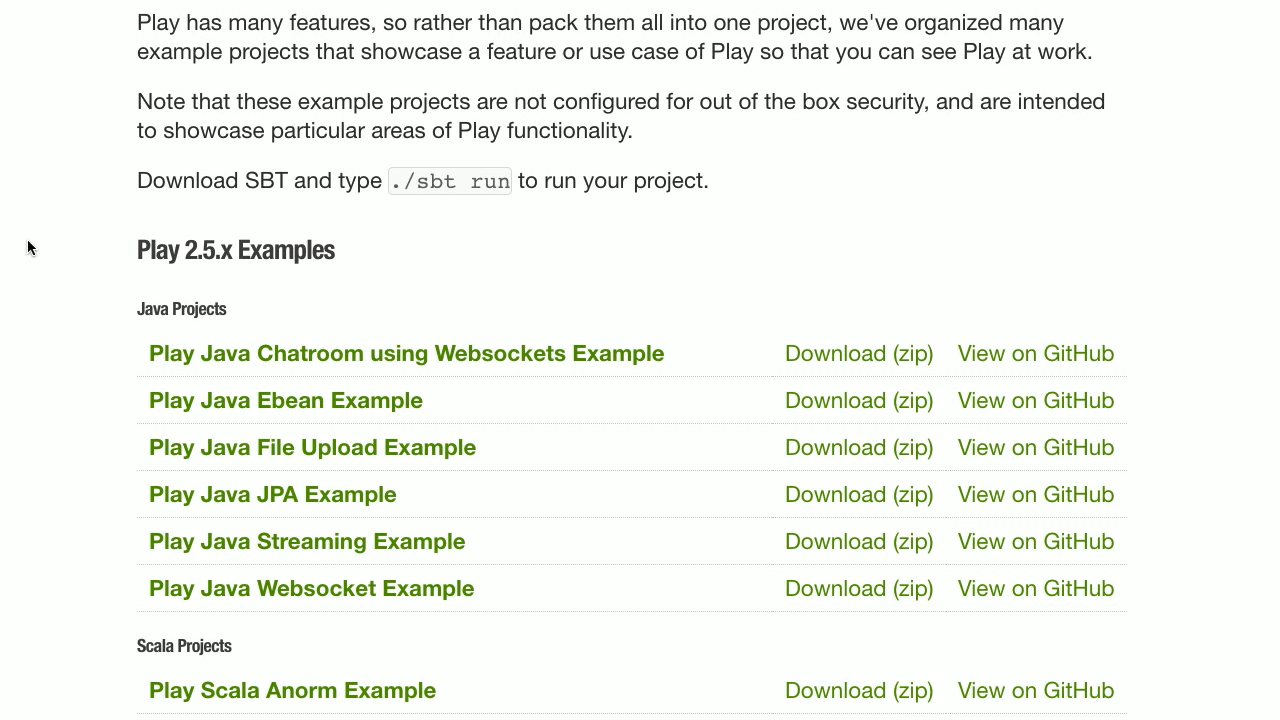 Play has many features, so rather than pack them all into one project, we've organized many
example projects that showcase a feature or use case of Play so that you can see Play at work.
Note that these example projects are not configured for out of the box security, and are intended
to showcase particular areas of Play functionality.
Download SBT and type ./sbt run to run your project.
Play 2.5.x Examples
Java Projects
Play Java Chatroom using Websockets Example Download (zip) View on GitHub
Play Java Ebean Example Download (zip) View on GitHub
Play Java File Upload Example Download (zip) View on GitHub
Play Java JPA Example Download (zip) View on GitHub
Play Java Streaming Example Download (zip) View on GitHub
Play Java Websocket Example Download (zip) View on GitHub
Scala Projects
Play Scala Anorm Example Download (zip) View on GitHub